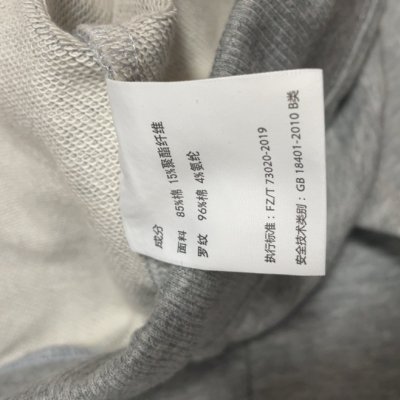 成分
面料 85%棉 15%聚酯纤维
罗纹 96%棉 4%氨纶
执行标准：FZ/T 73020-2019
安全技术类别：GB 18401-2010 B类